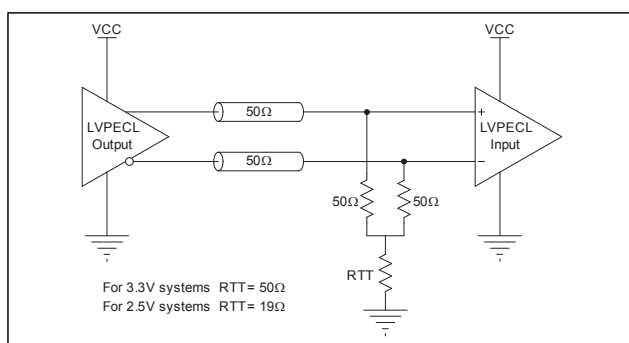 VCC
VCC
50Ω
LVPECL
Output
+
LVPECL
Input
50Ω
−
50Ω
50Ω
RTT
For 3.3V systems RTT= 50Ω
For 2.5V systems RTT= 19Ω